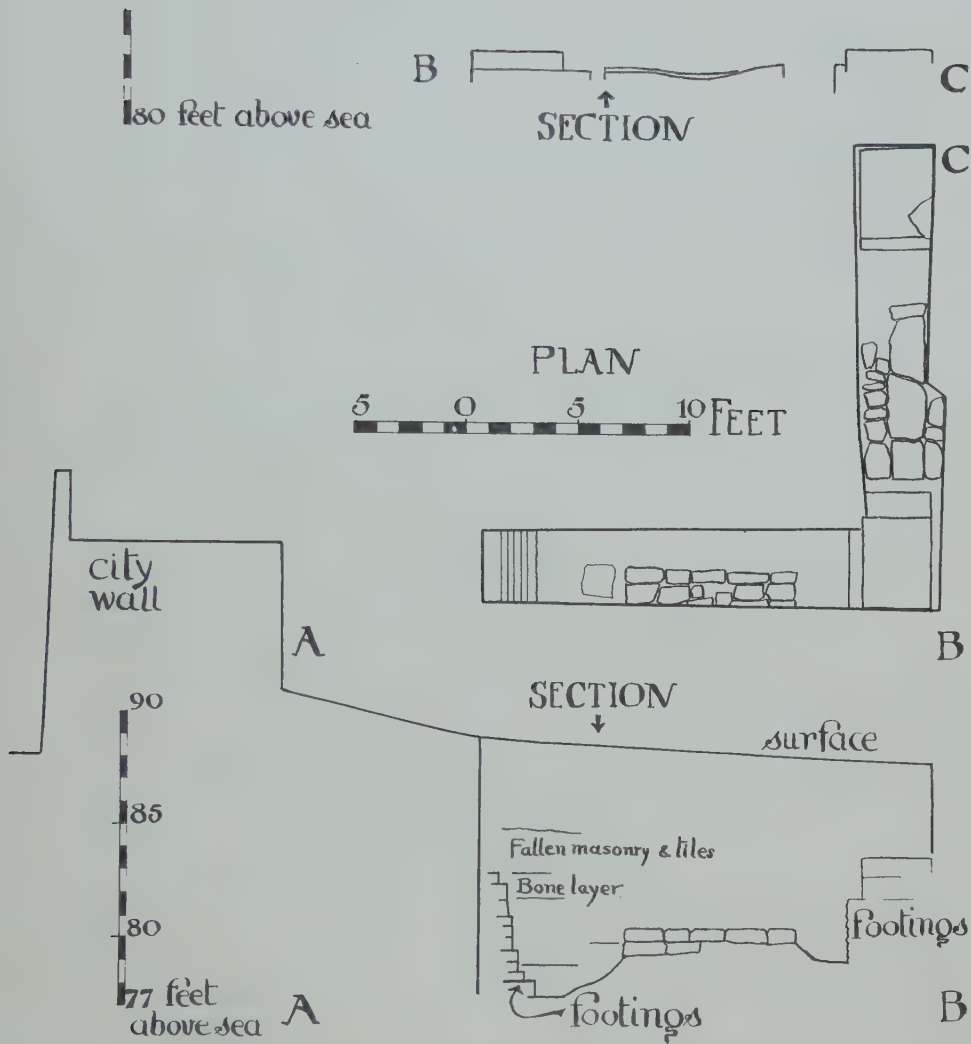 B
C
80 feet above sea
SECTION
C
PLAN
5 0 5 10 FEET
city
wall
A
B
90
SECTION
surface
85
Fallen masonry & tiles
Bone layer
80
footings
77 feet
above sea
A
footings
B